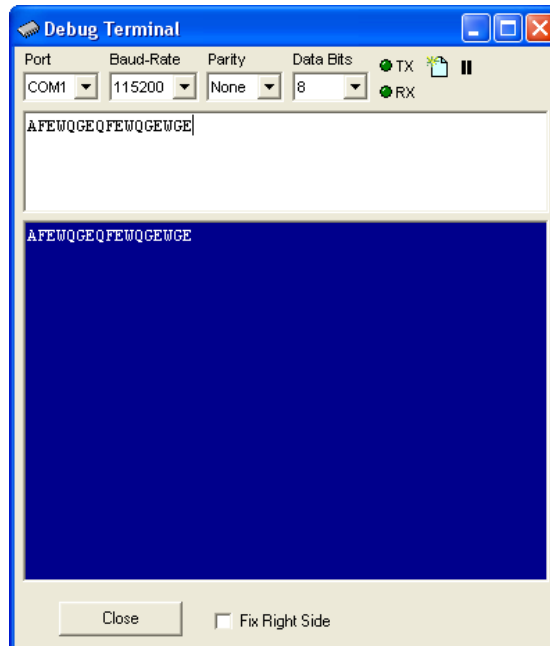 Debug Terminal
Port Baud-Rate Parity Data Bits
TX
COM1 115200 None 8
RX
AFEWQGEQFEWQGEWGE
AFEWQGEQFEWQGEWGE
Close Fix Right Side